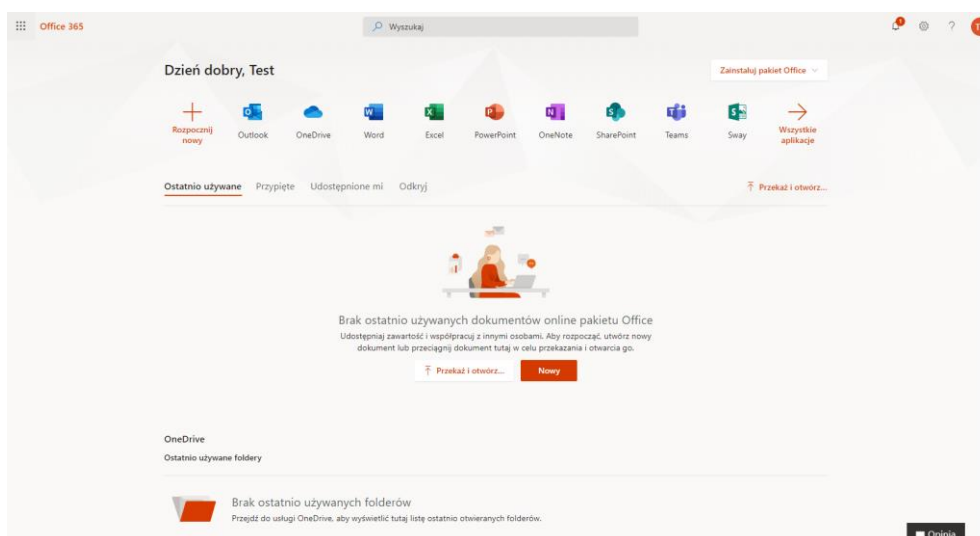 Office 365
Wyszukaj
?
Dzień dobry, Test
Zainstaluj pakiet Office
Rozpocznij
nowy
Outlook
OneDrive
Word
Excel
PowerPoint
OneNote
SharePoint
Teams
Sway
Wszystkie
aplikacje
Ostatnio używane Przypięte Udostępnione mi Odkryj
Przekaż i otwórz...
Brak ostatnio używanych dokumentów online pakietu Office
Udostępniaj zawartość i współpracuj z innymi osobami. Aby rozpocząć, utwórz nowy
dokument lub przeciągnij dokument tutaj w celu przekazania i otwarcia go.
Przekaż i otwórz...
Nowy
OneDrive
Ostatnio używane foldery
Brak ostatnio używanych folderów
Przejdź do usługi OneDrive, aby wyświetlić tutaj listę ostatnio otwieranych folderów.
Opinia